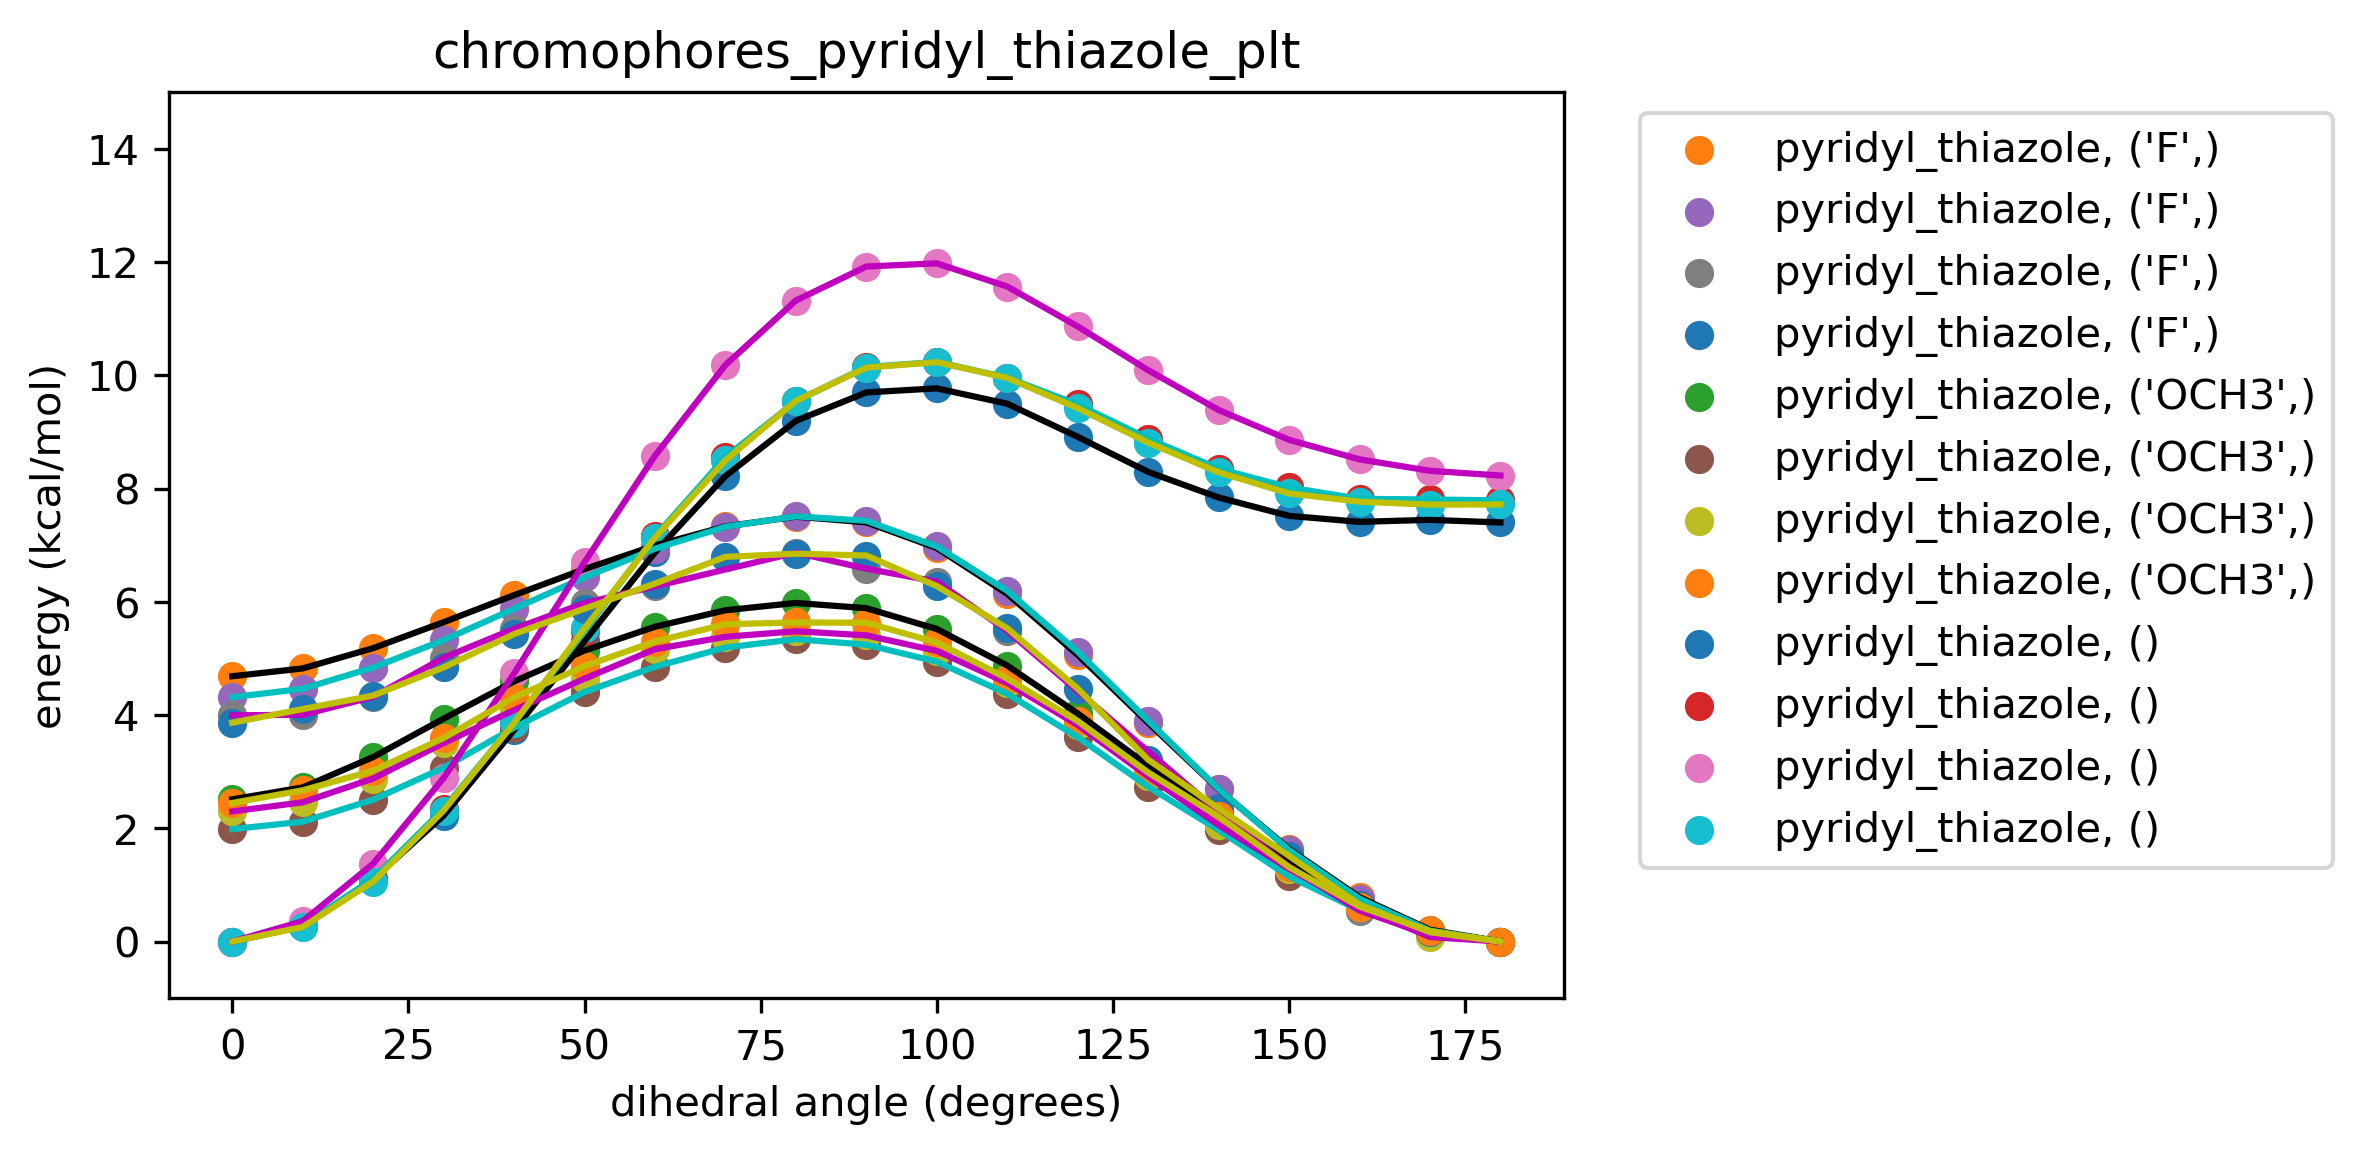 chromophores_pyridyl_thiazole_plt
energy (kcal/mol)
14
12
10
8
6
4
2
0
0 25 50 75 100 125 150 175
dihedral angle (degrees)
pyridyl_thiazole, ('F',)
pyridyl_thiazole, ('F',)
pyridyl_thiazole, ('F',)
pyridyl_thiazole, ('F',)
pyridyl_thiazole, ('OCH3',)
pyridyl_thiazole, ('OCH3',)
pyridyl_thiazole, ('OCH3',)
pyridyl_thiazole, ('OCH3',)
pyridyl_thiazole, ()
pyridyl_thiazole, ()
pyridyl_thiazole, ()
pyridyl_thiazole, ()